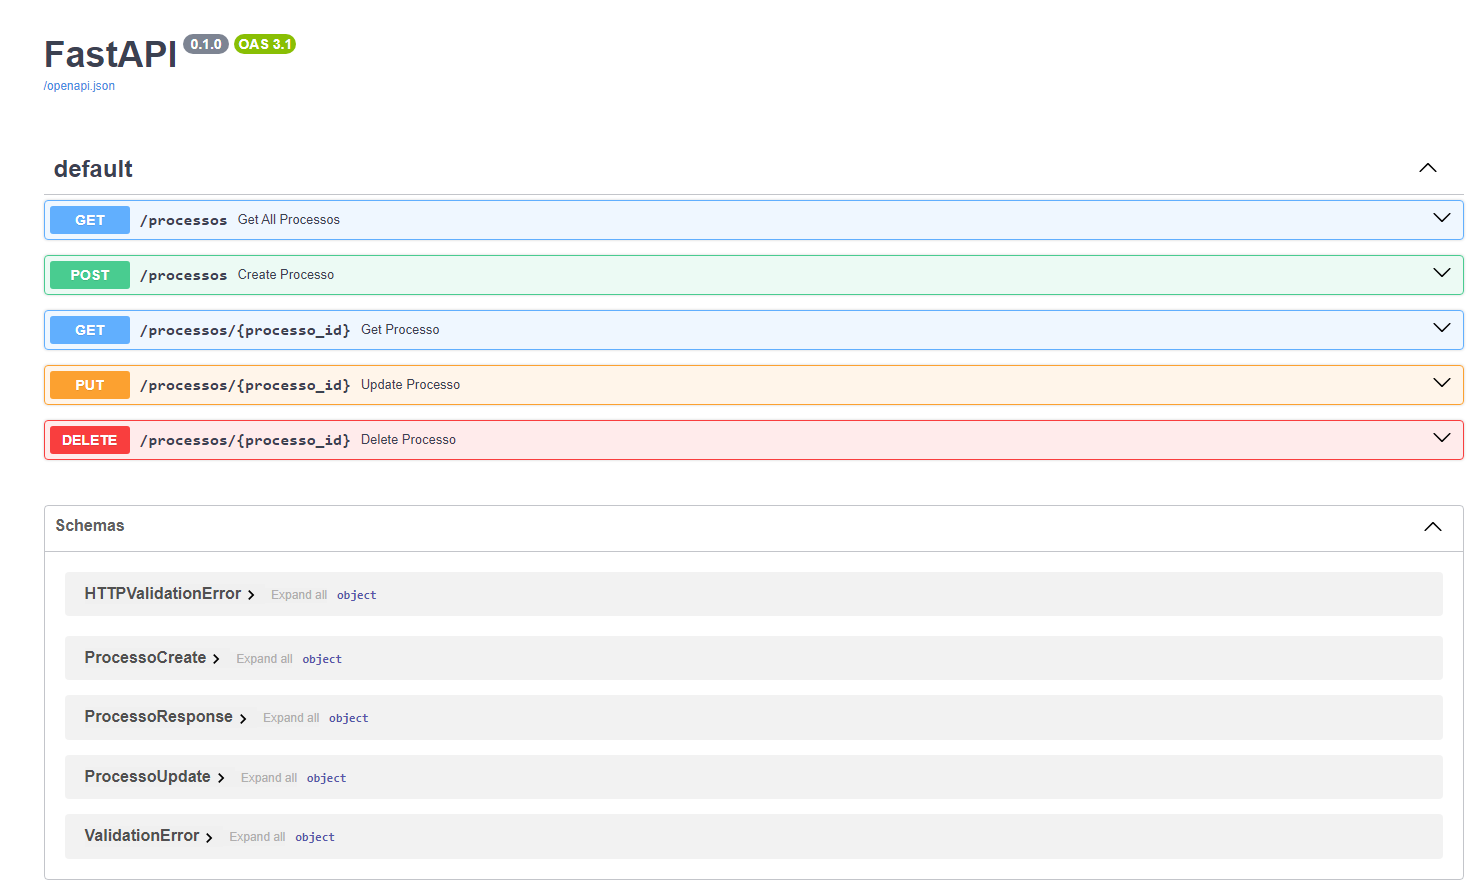 FastAPI 0.1.0 OAS 3.1
/openapi.json
default
GET /processos Get All Processos
POST /processos Create Processo
GET /processos/{processo_id} Get Processo
PUT /processos/{processo_id} Update Processo
DELETE /processos/{processo_id} Delete Processo
Schemas
HTTPValidationError Expand all object
ProcessoCreate Expand all object
ProcessoResponse Expand all object
ProcessoUpdate Expand all object
ValidationError Expand all object